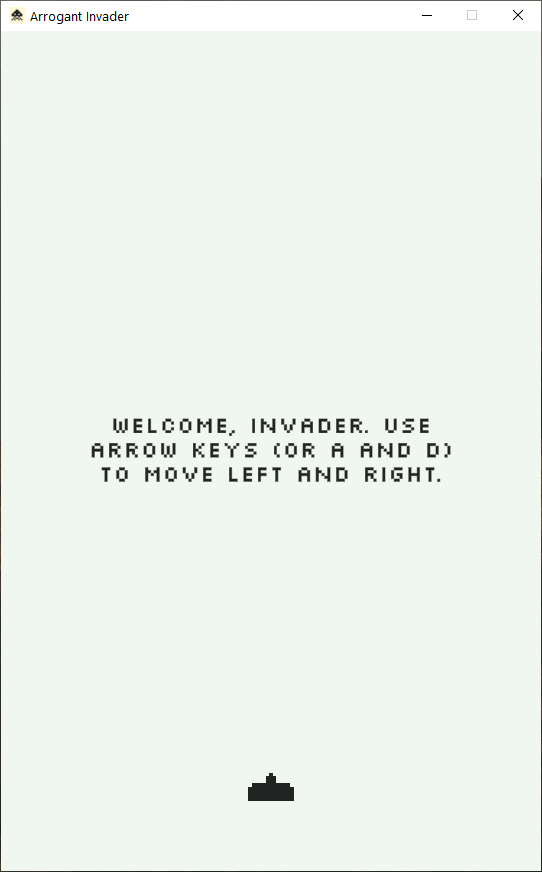 Arrogant Invader
WELCOME, INVADER. USE
ARROW KEYS (OR A AND D)
TO MOVE LEFT AND RIGHT.